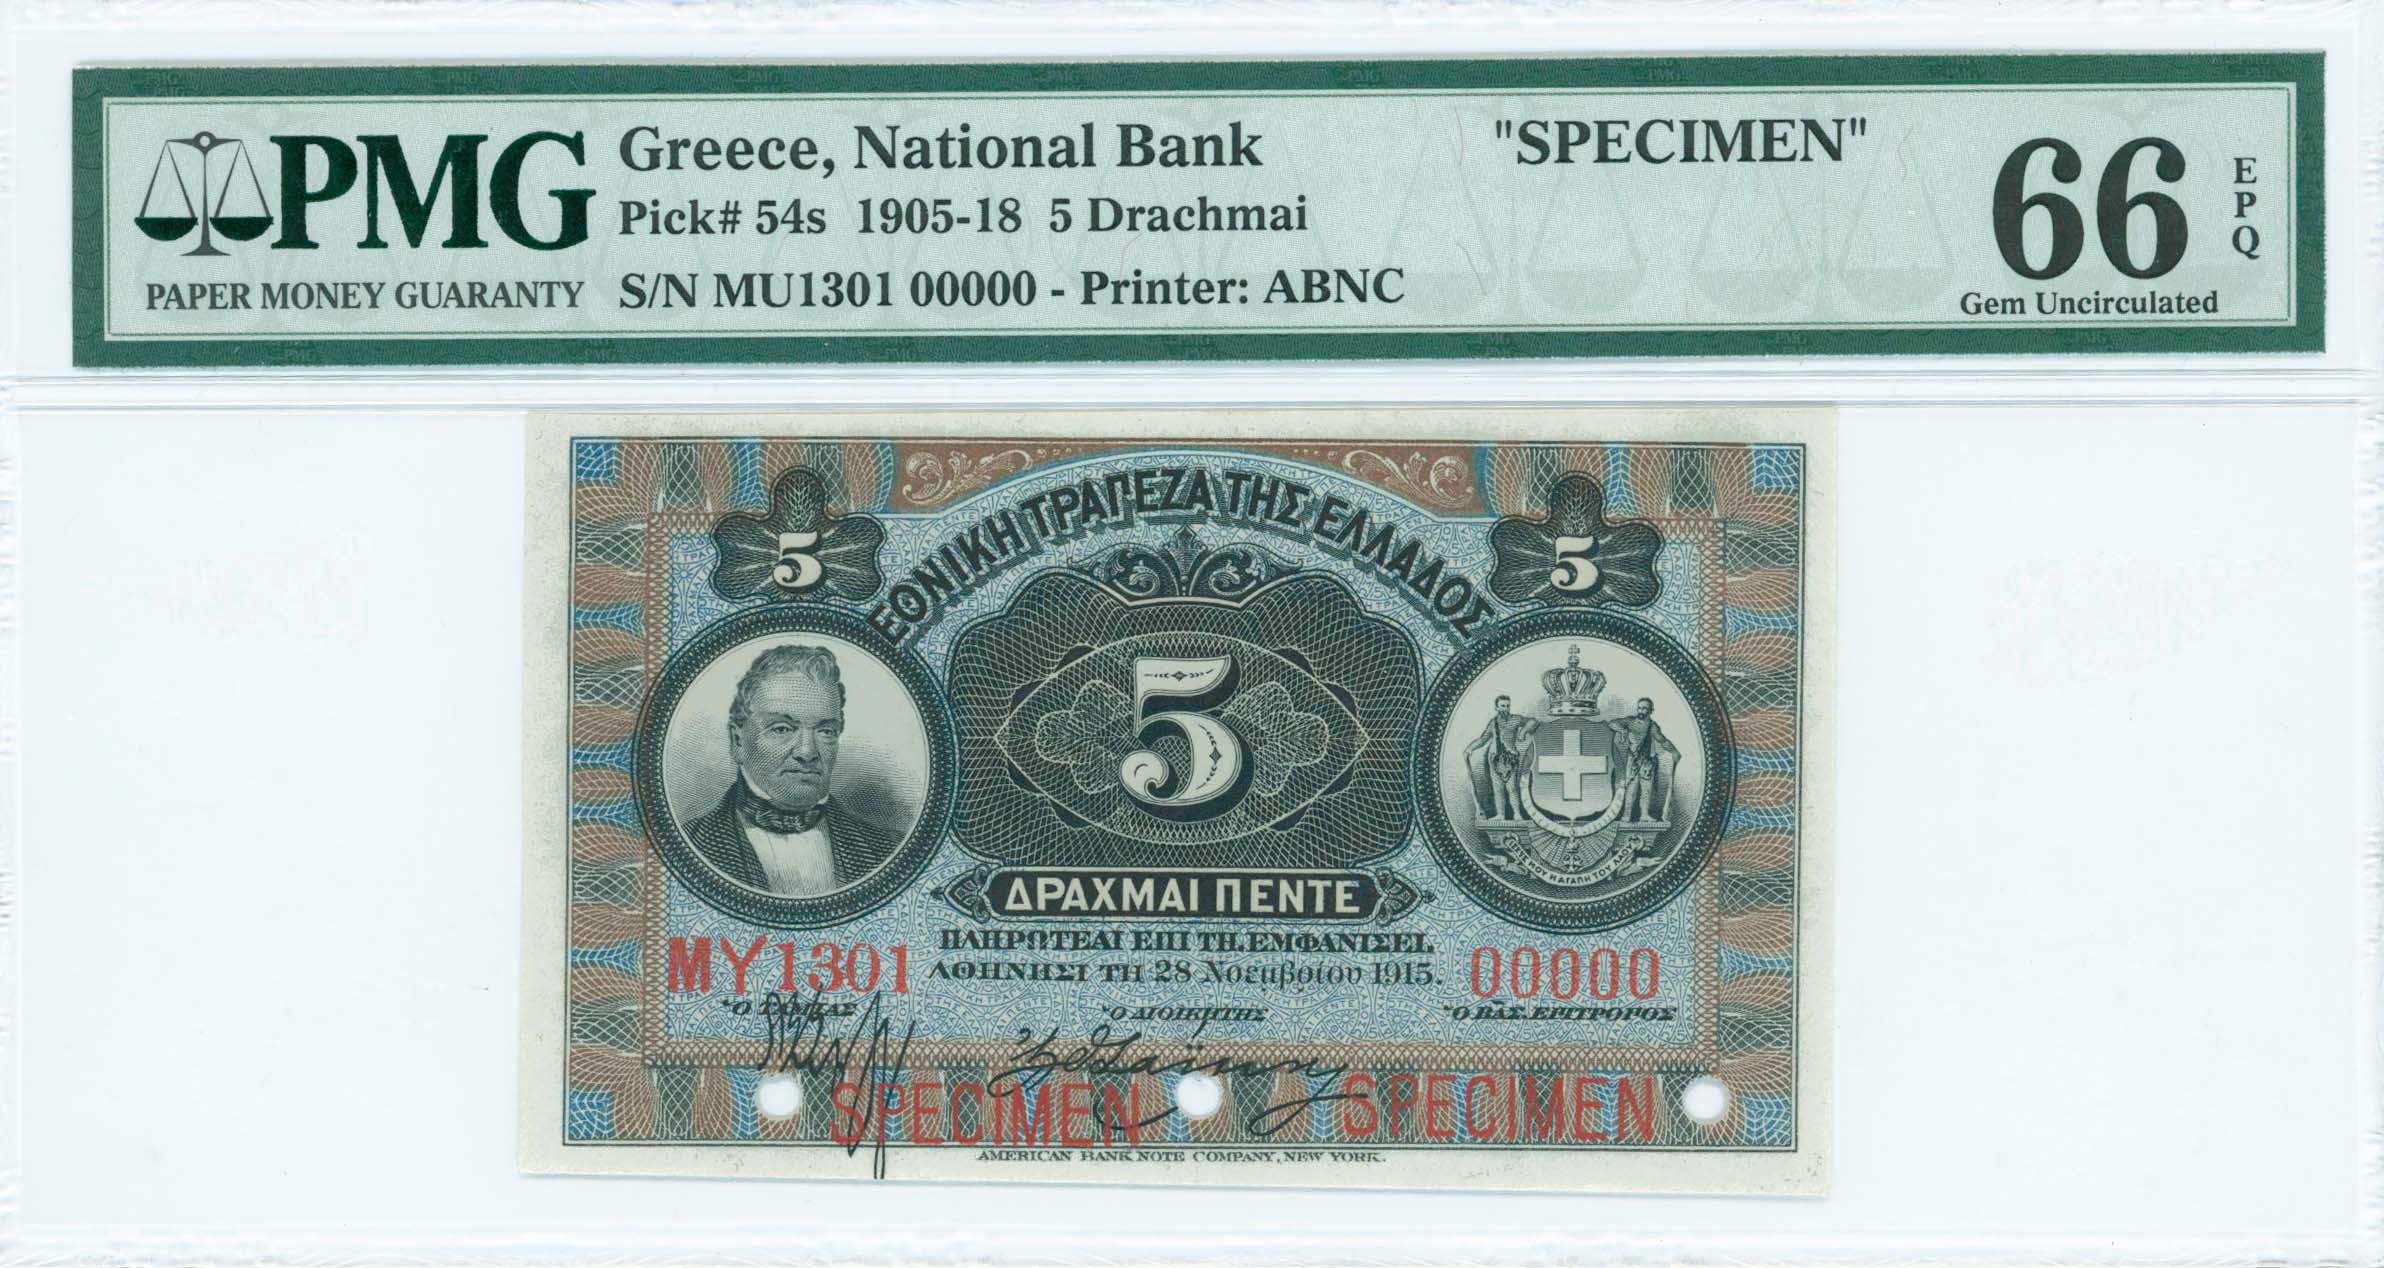 PMG
PAPER MONEY GUARANTY
Greece, National Bank
Pick# 54s 1905-18 5 Drachmai
S/N MU1301 00000 - Printer: ABNC
"SPECIMEN"
66
EPQ
Gem Uncirculated
ΕΘΝΙΚΗ ΤΡΑΠΕΖΑ ΤΗΣ ΕΛΛΑΔΟΣ
5
5
5
ΔΡΑΧΜΑΙ ΠΕΝΤΕ
ΠΛΗΡΩΤΕΑΙ ΕΠΙ ΤΗ. ΕΜΦΑΝΙΣΕΙ.
ΜΥ1301
ΑΘΗΝΗΣΙ ΤΗ 28 Νοεμβρίου 1915.
00000
Ὁ ΤΑΜΙΑΣ
Ὁ ΔΙΟΙΚΗΤΗΣ
Ὁ ΒΑΣ. ΕΠΙΤΡΟΠΟΣ
SPECIMEN
SPECIMEN
AMERICAN BANK NOTE COMPANY, NEW YORK.